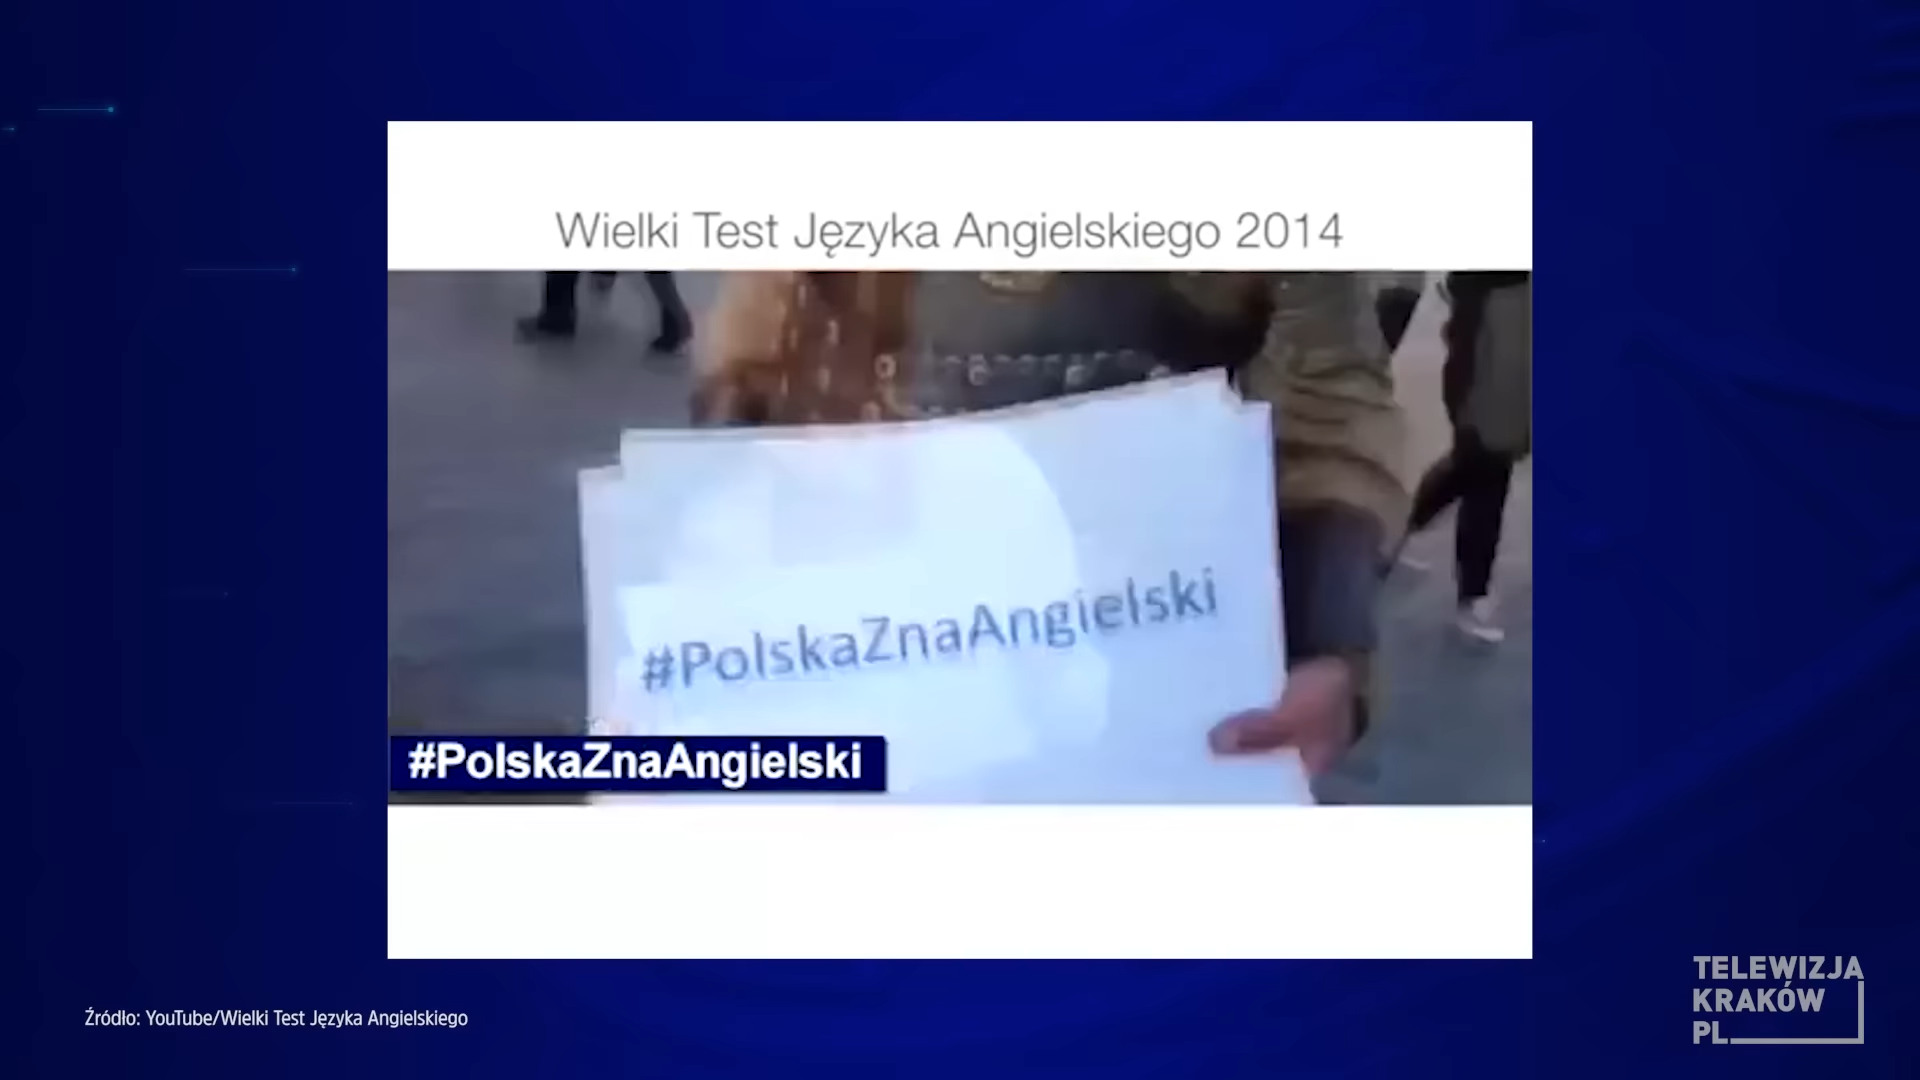 Wielki Test Języka Angielskiego 2014
#PolskaZnaAngielski
#PolskaZnaAngielski
Źródło: YouTube/Wielki Test Języka Angielskiego
TELEWIZJA
KRAKÓW
PL